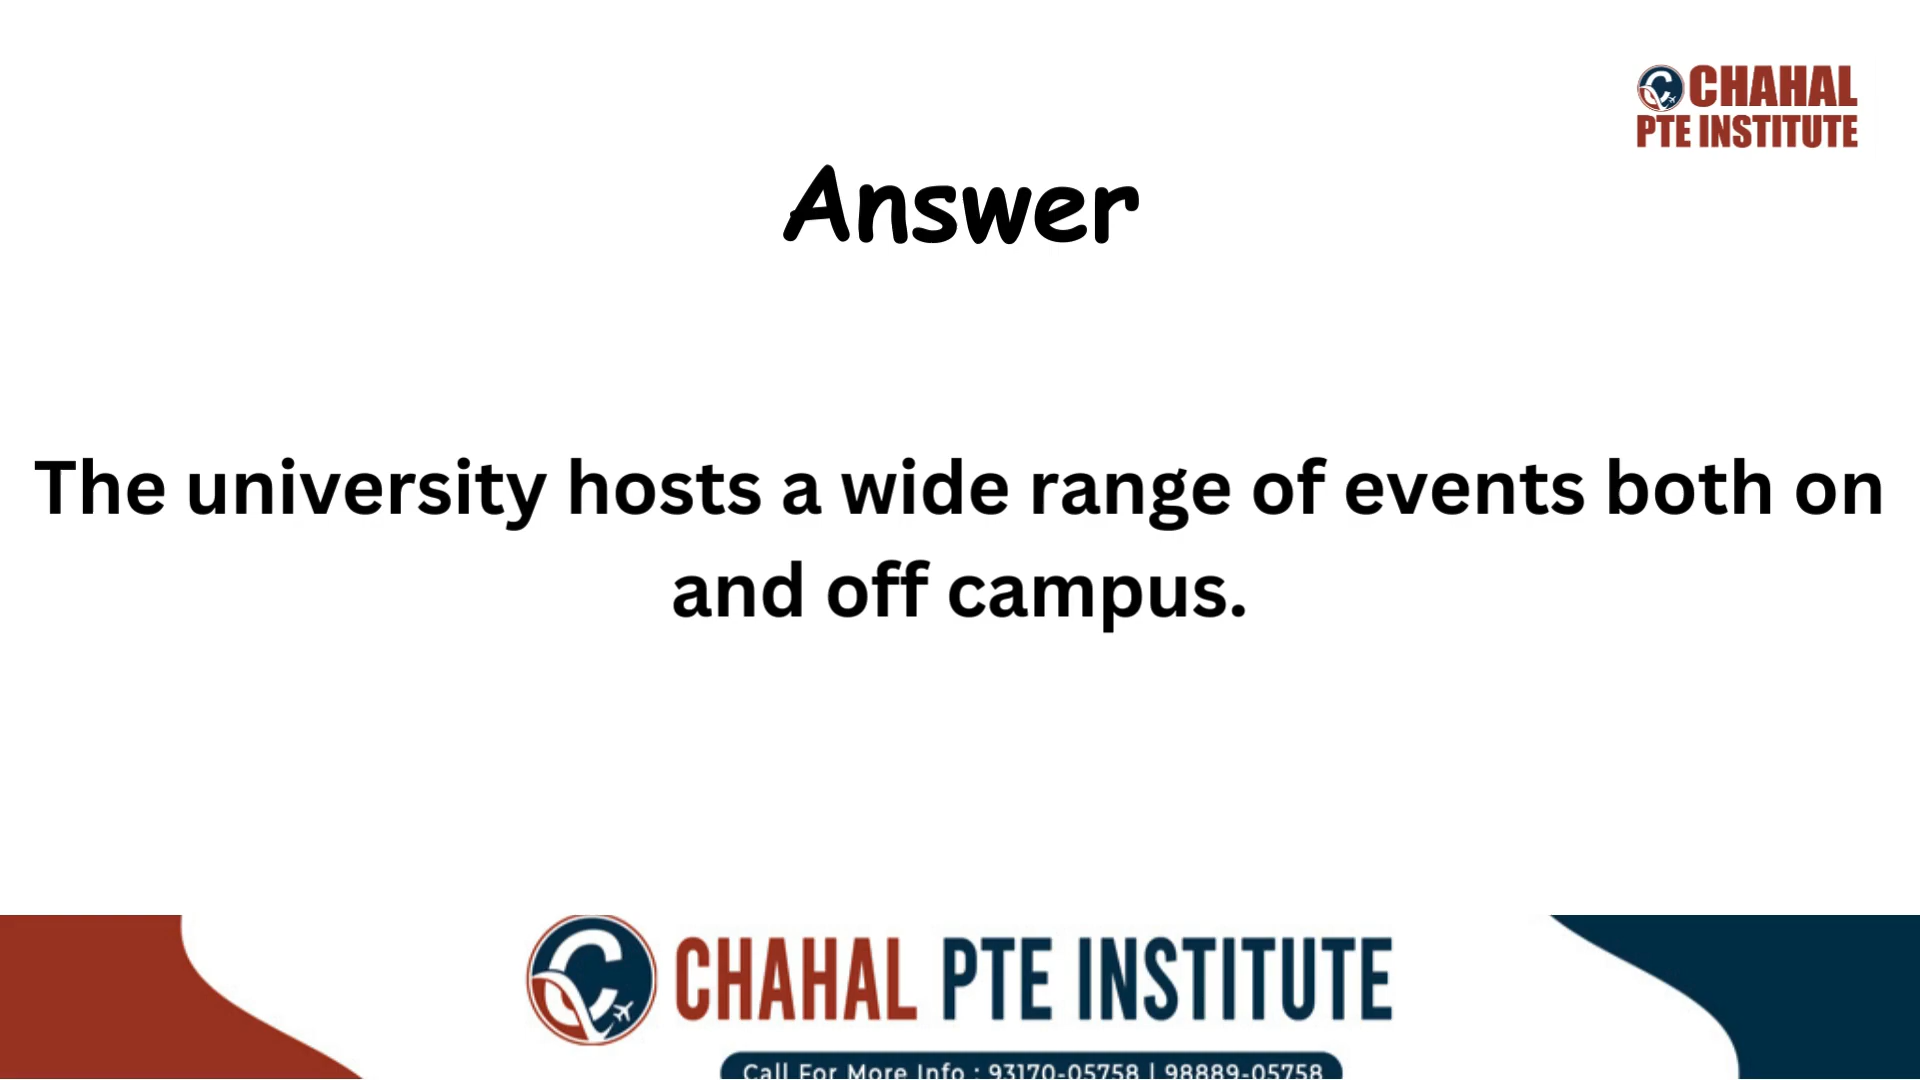 CHAHAL
PTE INSTITUTE
Answer
The university hosts a wide range of events both on
and off campus.
CHAHAL PTE INSTITUTE
Call For More Info : 93170-05758 | 98889-05758